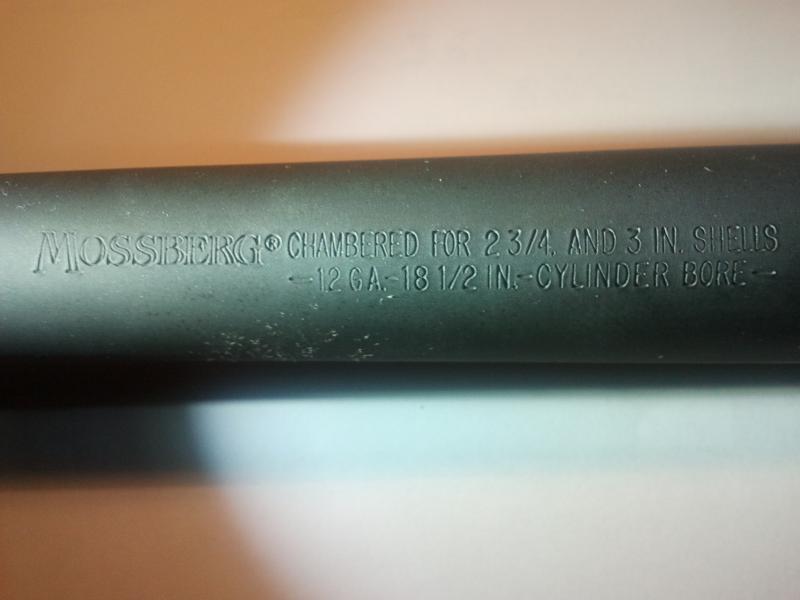 MOSSBERG® CHAMBERED FOR 2 3/4. AND 3 IN. SHELLS
-12 GA.-18 1/2 IN.-CYLINDER BORE-